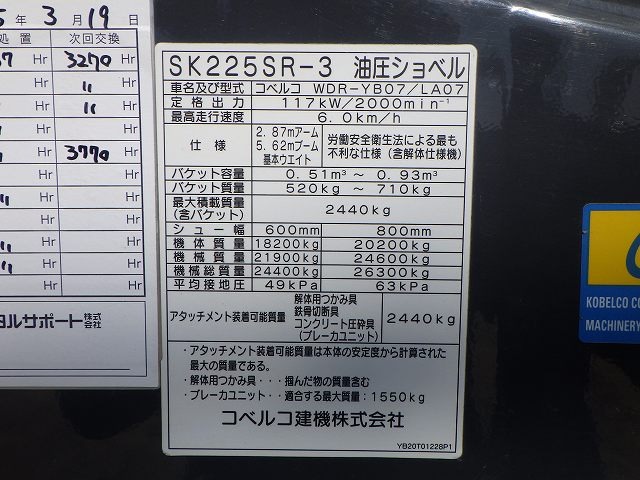 年 3 月 19 日
処置
次回交換
Hr 3270 Hr
Hr 〃 Hr
Hr 〃 Hr
Hr Hr
Hr 3770 Hr
Hr Hr
Hr Hr
〃 Hr Hr
〃 Hr Hr
タルサポート株式会社
SK225SR-3 油圧ショベル
車名及び型式 コベルコ WDR-YB07/LA07
定格出力 117kW/2000min⁻¹
最高走行速度 6.0km/h
仕様
2.87mアーム
5.62mブーム
基本ウエイト
労働安全衛生法による最も
不利な仕様（含解体仕様機）
バケット容量 0.51m³ ～ 0.93m³
バケット質量 520kg ～ 710kg
最大積載質量
（含バケット）
2440kg
シュー幅 600mm 800mm
機体質量 18200kg 20200kg
機械質量 21900kg 24600kg
機械総質量 24400kg 26300kg
平均接地圧 49kPa 63kPa
アタッチメント装着可能質量
解体用つかみ具
鉄骨切断具
コンクリート圧砕具
（ブレーカユニット）
2440kg
・アタッチメント装着可能質量は本体の安定度から計算された
最大の質量である。
・解体用つかみ具・・・掴んだ物の質量含む
・ブレーカユニット・・適合する最大質量：1550kg
コベルコ建機株式会社
YB20T01228P1
KOBELCO CO
MACHINERY